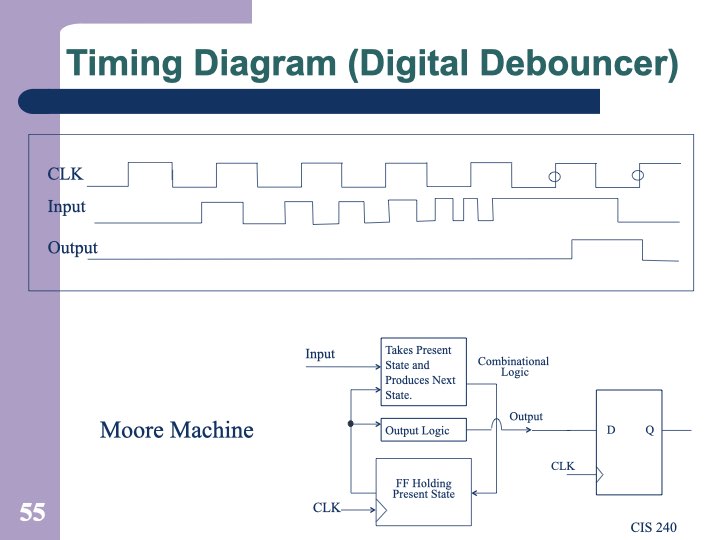 Timing Diagram (Digital Debouncer)
CLK
Input
Output
Input
Takes Present
State and
Produces Next
State.
Combinational
Logic
Moore Machine
Output Logic
Output
D
Q
CLK
FF Holding
Present State
CLK
55
CIS 240